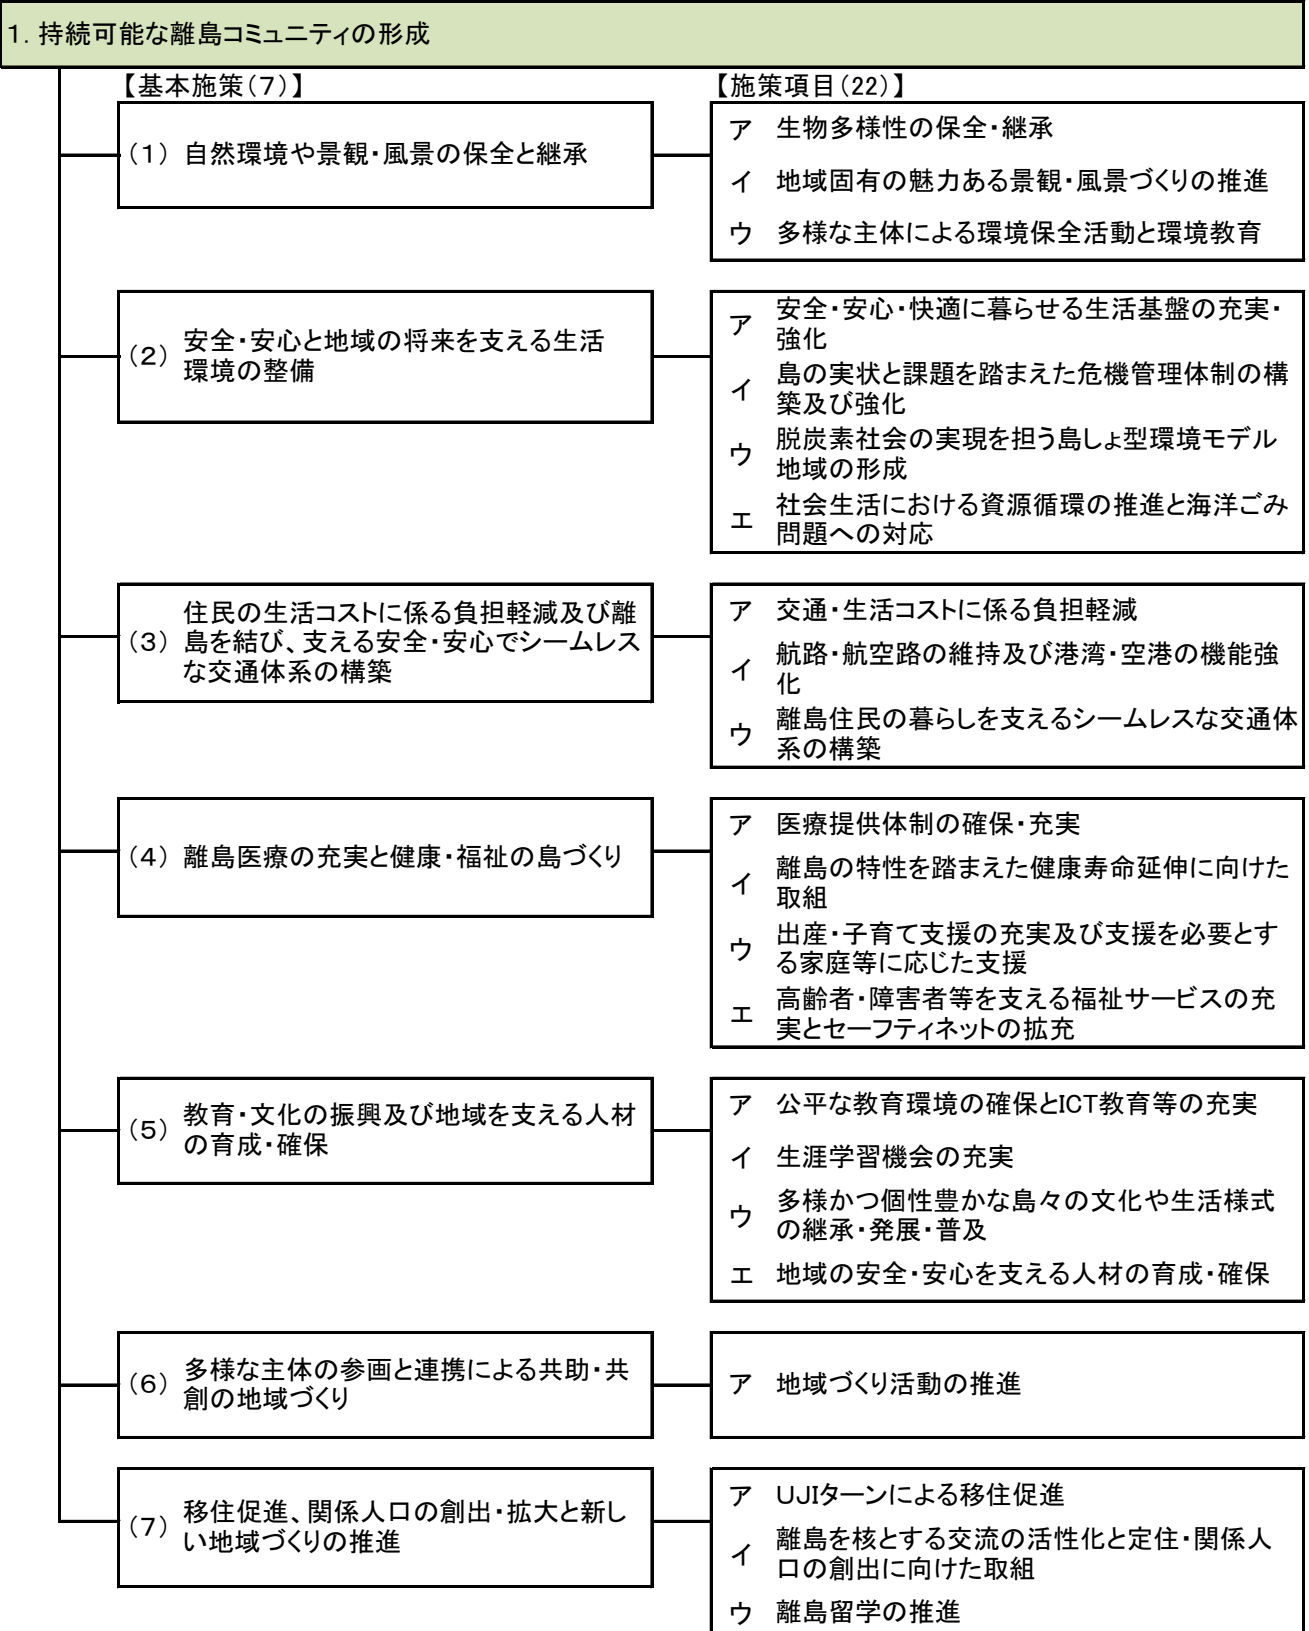 1．持続可能な離島コミュニティの形成
【基本施策（7）】
【施策項目（22）】
（1） 自然環境や景観・風景の保全と継承
ア 生物多様性の保全・継承
イ 地域固有の魅力ある景観・風景づくりの推進
ウ 多様な主体による環境保全活動と環境教育
（2） 安全・安心と地域の将来を支える生活
環境の整備
ア 安全・安心・快適に暮らせる生活基盤の充実・
強化
イ 島の実状と課題を踏まえた危機管理体制の構
築及び強化
ウ 脱炭素社会の実現を担う島しょ型環境モデル
地域の形成
エ 社会生活における資源循環の推進と海洋ごみ
問題への対応
（3） 住民の生活コストに係る負担軽減及び離
島を結び、支える安全・安心でシームレス
な交通体系の構築
ア 交通・生活コストに係る負担軽減
イ 航路・航空路の維持及び港湾・空港の機能強
化
ウ 離島住民の暮らしを支えるシームレスな交通体
系の構築
（4） 離島医療の充実と健康・福祉の島づくり
ア 医療提供体制の確保・充実
イ 離島の特性を踏まえた健康寿命延伸に向けた
取組
ウ 出産・子育て支援の充実及び支援を必要とす
る家庭等に応じた支援
エ 高齢者・障害者等を支える福祉サービスの充
実とセーフティネットの拡充
（5） 教育・文化の振興及び地域を支える人材
の育成・確保
ア 公平な教育環境の確保とICT教育等の充実
イ 生涯学習機会の充実
ウ 多様かつ個性豊かな島々の文化や生活様式
の継承・発展・普及
エ 地域の安全・安心を支える人材の育成・確保
（6） 多様な主体の参画と連携による共助・共
創の地域づくり
ア 地域づくり活動の推進
（7） 移住促進、関係人口の創出・拡大と新し
い地域づくりの推進
ア UJIターンによる移住促進
イ 離島を核とする交流の活性化と定住・関係人
口の創出に向けた取組
ウ 離島留学の推進